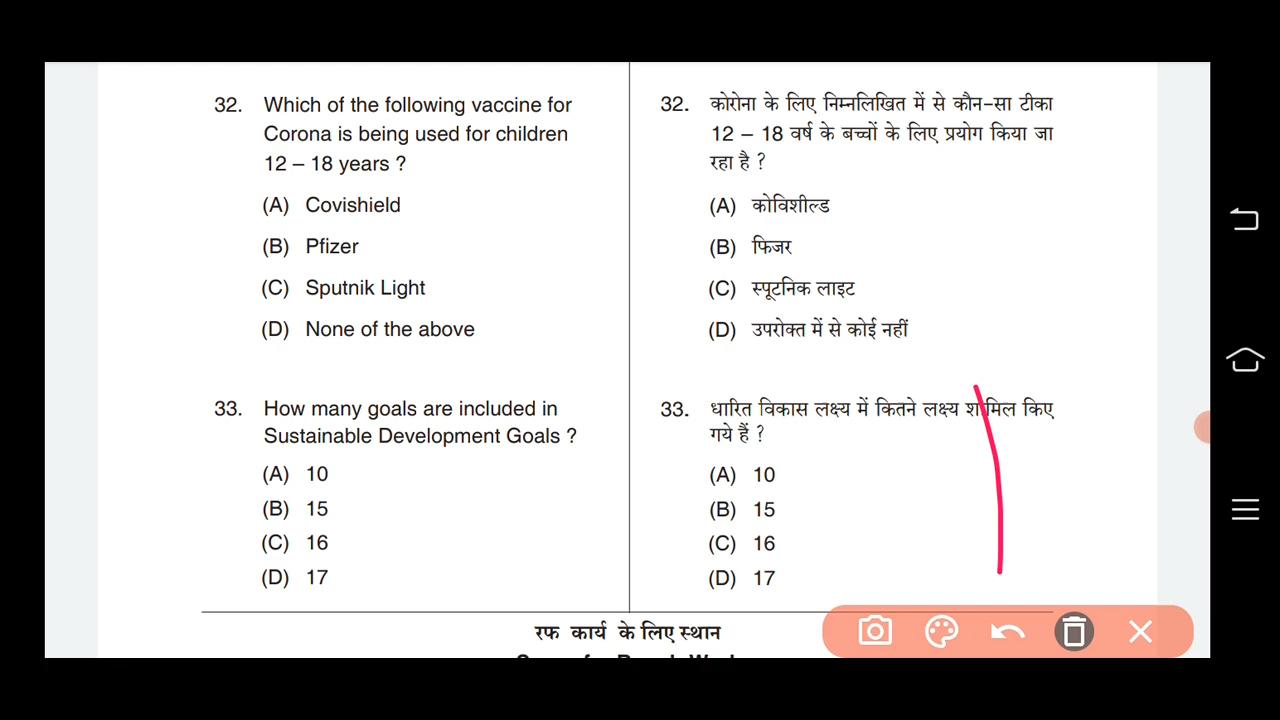 32. Which of the following vaccine for
Corona is being used for children
12 – 18 years ?
(A) Covishield
(B) Pfizer
(C) Sputnik Light
(D) None of the above
33. How many goals are included in
Sustainable Development Goals ?
(A) 10
(B) 15
(C) 16
(D) 17
32. कोरोना के लिए निम्नलिखित में से कौन-सा टीका
12 – 18 वर्ष के बच्चों के लिए प्रयोग किया जा
रहा है ?
(A) कोविशील्ड
(B) फिजर
(C) स्पूटनिक लाइट
(D) उपरोक्त में से कोई नहीं
33. धारित विकास लक्ष्य में कितने लक्ष्य शामिल किए
गये हैं ?
(A) 10
(B) 15
(C) 16
(D) 17
रफ कार्य के लिए स्थान